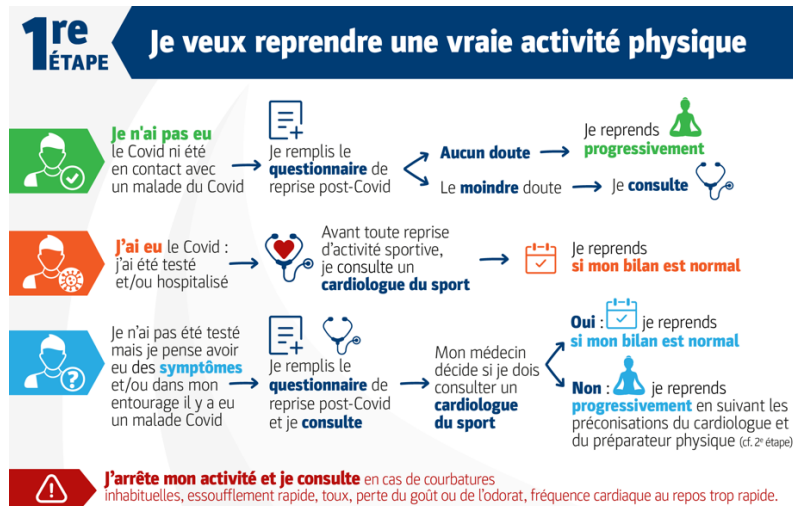 1re
ÉTAPE
Je veux reprendre une vraie activité physique
Je n'ai pas eu
le Covid ni été
en contact avec
un malade du Covid
Je remplis le
questionnaire de
reprise post-Covid
Aucun doute
Le moindre doute
Je reprends
progressivement
Je consulte
J'ai eu le Covid :
j'ai été testé
et/ou hospitalisé
Avant toute reprise
d'activité sportive,
je consulte un
cardiologue du sport
Je reprends
si mon bilan est normal
Je n'ai pas été testé
mais je pense avoir
eu des symptômes
et/ou dans mon
entourage il y a eu
un malade Covid
Je remplis le
questionnaire de
reprise post-Covid
et je consulte
Mon médecin
décide si je dois
consulter un
cardiologue
du sport
Oui : je reprends
si mon bilan est normal
Non : je reprends
progressivement en suivant les
préconisations du cardiologue et
du préparateur physique (cf. 2e étape)
J'arrête mon activité et je consulte en cas de courbatures
inhabituelles, essoufflement rapide, toux, perte du goût ou de l'odorat, fréquence cardiaque au repos trop rapide.